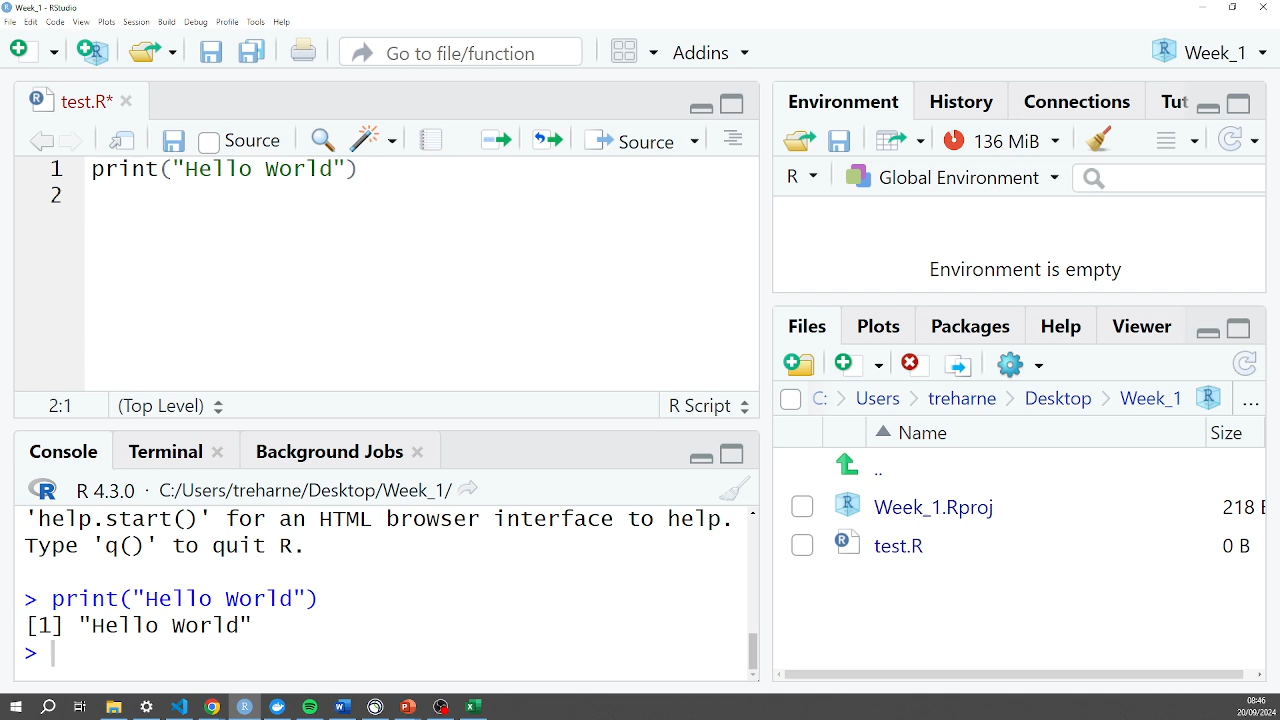 Week_1 - RStudio
File Edit Code View Plots Session Build Debug Profile Tools Help
Go to file/function Addins Week_1
test.R*
Source Source
1 print("Hello World")
2
2:1 (Top Level) R Script
Console Terminal Background Jobs
R 4.3.0 · C:/Users/treharne/Desktop/Week_1/
'help.start()' for an HTML browser interface to help.
Type 'q()' to quit R.
> print("Hello World")
[1] "Hello World"
>
Environment History Connections Tut
136 MiB
R Global Environment
Environment is empty
Files Plots Packages Help Viewer
C: Users treharne Desktop Week_1 ...
Name Size
..
Week_1.Rproj 218 B
test.R 0 B
08:46
20/09/2024